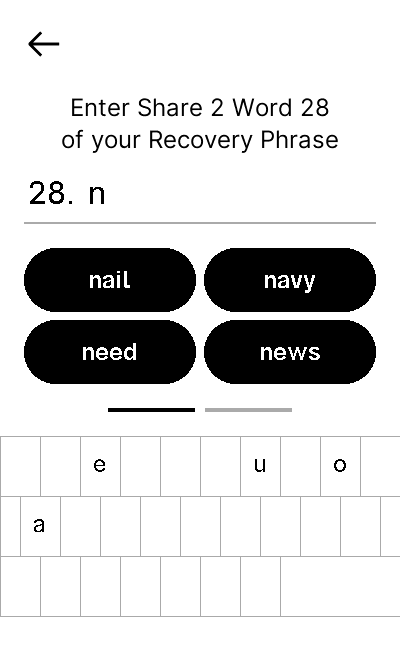 Enter Share 2 Word 28
of your Recovery Phrase
28. n
nail navy
need news
e u o
a